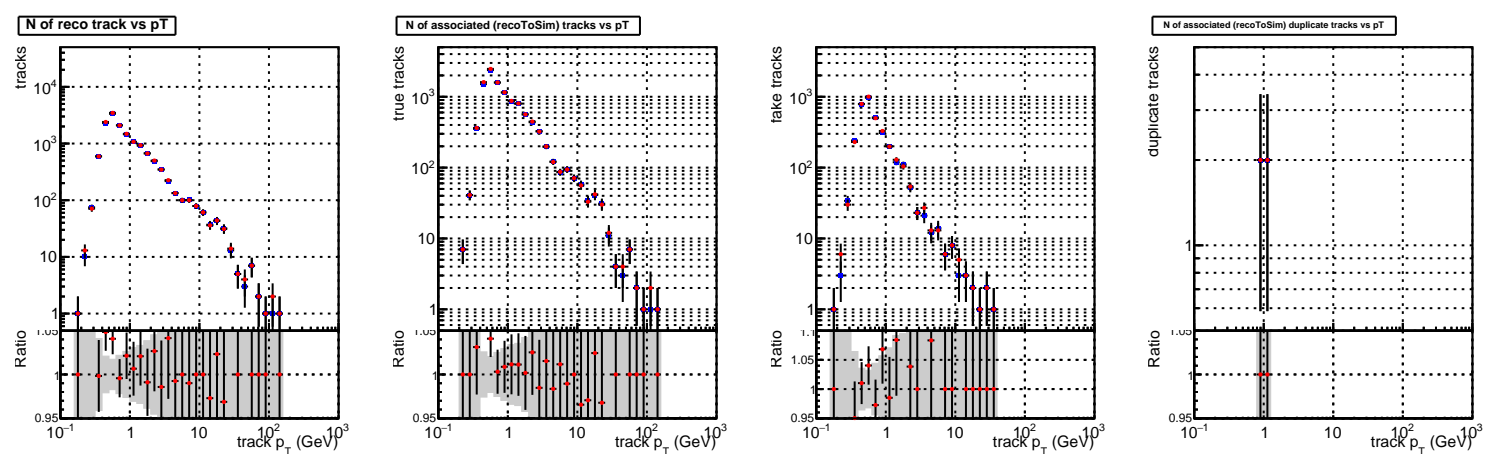 N of reco track vs pT
tracks
10^4
10^3
10^2
10
1
Ratio
1.05
1
0.95
10^-1 1 10 10^2 10^3
track p_T (GeV)
N of associated (recoToSim) tracks vs pT
true tracks
10^3
10^2
10
1
Ratio
1.05
1
0.95
10^-1 1 10 10^2 10^3
track p_T (GeV)
fake tracks
10^3
10^2
10
1
Ratio
1.1
1.05
1
0.95
10^-1 1 10 10^2 10^3
track p_T (GeV)
N of associated (recoToSim) duplicate tracks vs pT
duplicate tracks
1
Ratio
1.05
1
0.95
10^-1 1 10 10^2 10^3
track p_T (GeV)